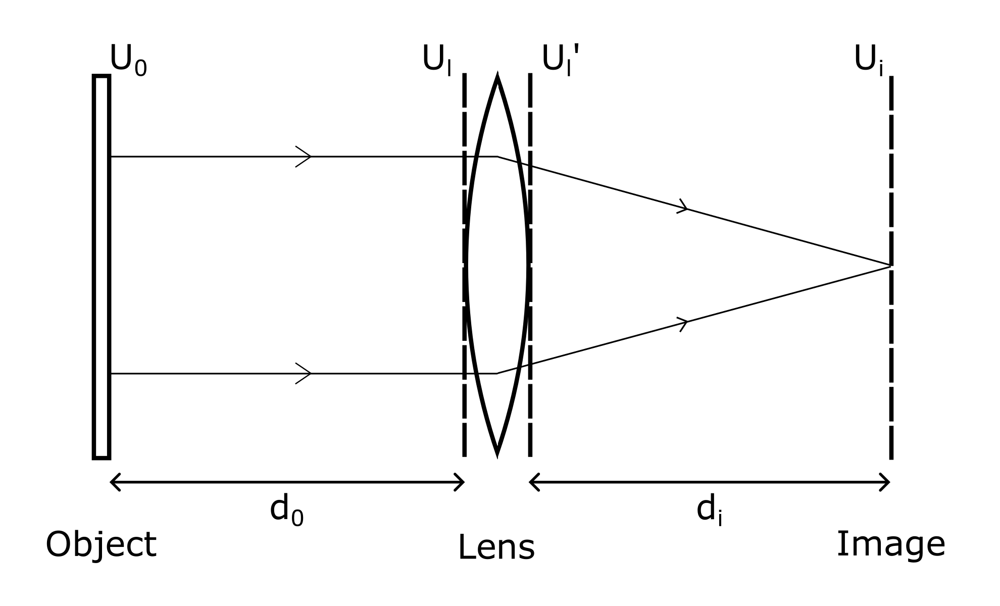 U₀ Uₗ Uₗ' Uᵢ
d₀ dᵢ
Object Lens Image